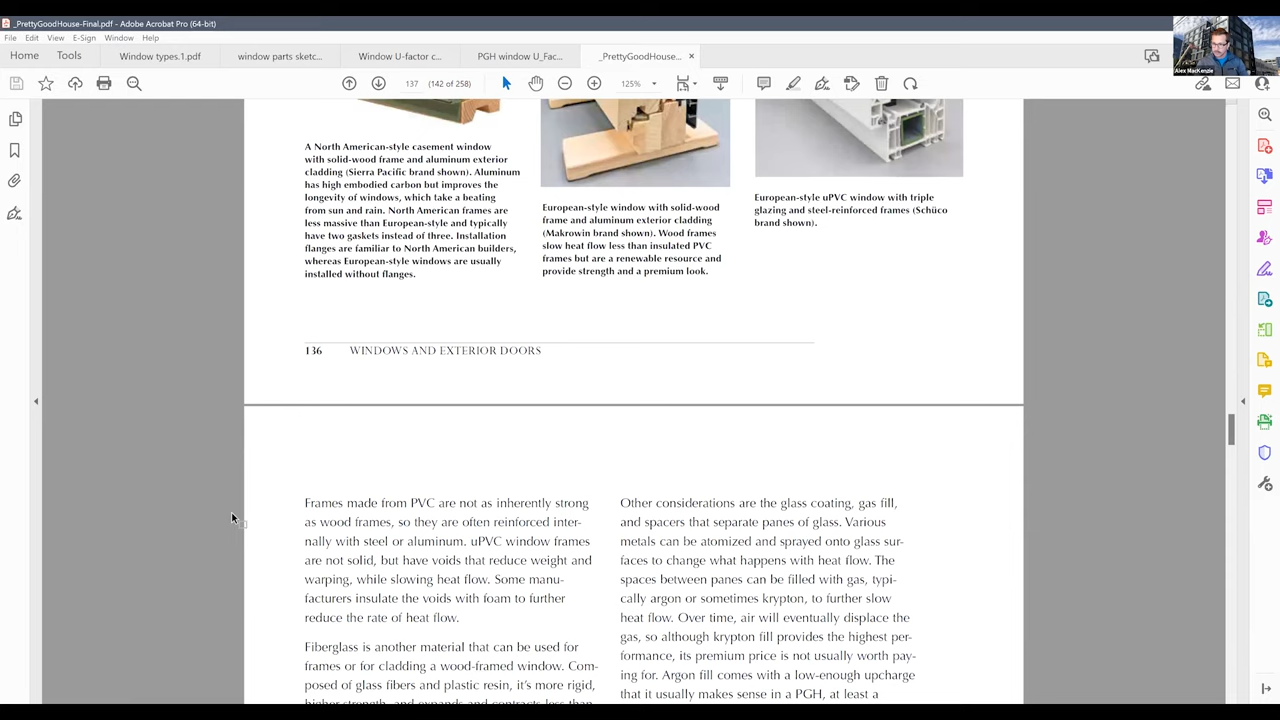 _PrettyGoodHouse-Final.pdf - Adobe Acrobat Pro (64-bit)
File Edit View E-Sign Window Help
Home Tools Window types.1.pdf window parts sketc... Window U-factor c... PGH window U_Fac... _PrettyGoodHouse... ×
137 (142 of 258) 125%
Alex MacKenzie
A North American-style casement window
with solid-wood frame and aluminum exterior
cladding (Sierra Pacific brand shown). Aluminum
has high embodied carbon but improves the
longevity of windows, which take a beating
from sun and rain. North American frames are
less massive than European-style and typically
have two gaskets instead of three. Installation
flanges are familiar to North American builders,
whereas European-style windows are usually
installed without flanges.
European-style window with solid-wood
frame and aluminum exterior cladding
(Makrowin brand shown). Wood frames
slow heat flow less than insulated PVC
frames but are a renewable resource and
provide strength and a premium look.
European-style uPVC window with triple
glazing and steel-reinforced frames (Schüco
brand shown).
136 WINDOWS AND EXTERIOR DOORS
Frames made from PVC are not as inherently strong
as wood frames, so they are often reinforced inter-
nally with steel or aluminum. uPVC window frames
are not solid, but have voids that reduce weight and
warping, while slowing heat flow. Some manu-
facturers insulate the voids with foam to further
reduce the rate of heat flow.
Fiberglass is another material that can be used for
frames or for cladding a wood-framed window. Com-
posed of glass fibers and plastic resin, it's more rigid,
higher strength, and expands and contracts less than
Other considerations are the glass coating, gas fill,
and spacers that separate panes of glass. Various
metals can be atomized and sprayed onto glass sur-
faces to change what happens with heat flow. The
spaces between panes can be filled with gas, typi-
cally argon or sometimes krypton, to further slow
heat flow. Over time, air will eventually displace the
gas, so although krypton fill provides the highest per-
formance, its premium price is not usually worth pay-
ing for. Argon fill comes with a low-enough upcharge
that it usually makes sense in a PGH, at least a